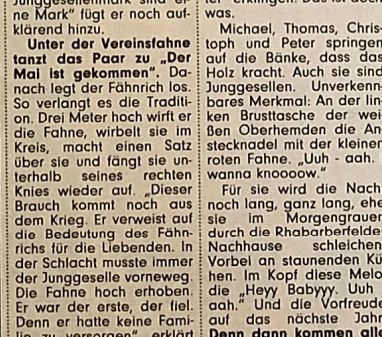 ne Mark" fügt er noch auf-
klärend hinzu.
Unter der Vereinsfahne
tanzt das Paar zu „Der
Mai ist gekommen“. Da-
nach legt der Fähnrich los.
So verlangt es die Traditi-
on. Drei Meter hoch wirft er
die Fahne, wirbelt sie im
Kreis, macht einen Satz
über sie und fängt sie un-
terhalb seines rechten
Knies wieder auf. „Dieser
Brauch kommt noch aus
dem Krieg. Er verweist auf
die Bedeutung des Fähn-
richs für die Liebenden. In
der Schlacht musste immer
der Junggeselle vorneweg.
Die Fahne hoch erhoben.
Er war der erste, der fiel.
Denn er hatte keine Fami-
lie zu versorgen“, erklärt
was.
Michael, Thomas, Chris-
toph und Peter springen
auf die Bänke, dass das
Holz kracht. Auch sie sind
Junggesellen. Unverkenn-
bares Merkmal: An der lin-
ken Brusttasche der wei-
ßen Oberhemden die An-
stecknadel mit der kleinen
roten Fahne. „Uuh - aah. I
wanna knoooow.“
Für sie wird die Nach
noch lang, ganz lang, ehe
sie im Morgengrauen
durch die Rhabarberfelder
Nachhause schleichen
Vorbei an staunenden Kü
hen. Im Kopf diese Melo
die „Heyy Babyyy. Uuh
aah.“ Und die Vorfreude
auf das nächste Jahr
Denn dann kommen alle